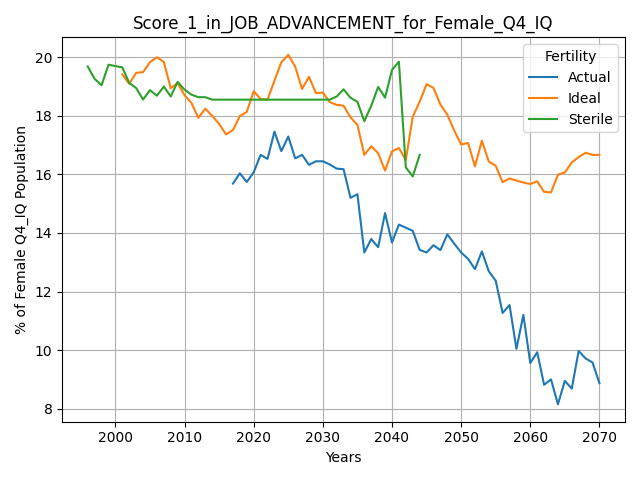 Score_1_in_JOB_ADVANCEMENT_for_Female_Q4_IQ
Fertility
Actual
Ideal
Sterile
% of Female Q4_IQ Population
20
18
16
14
12
10
8
2000 2010 2020 2030 2040 2050 2060 2070
Years